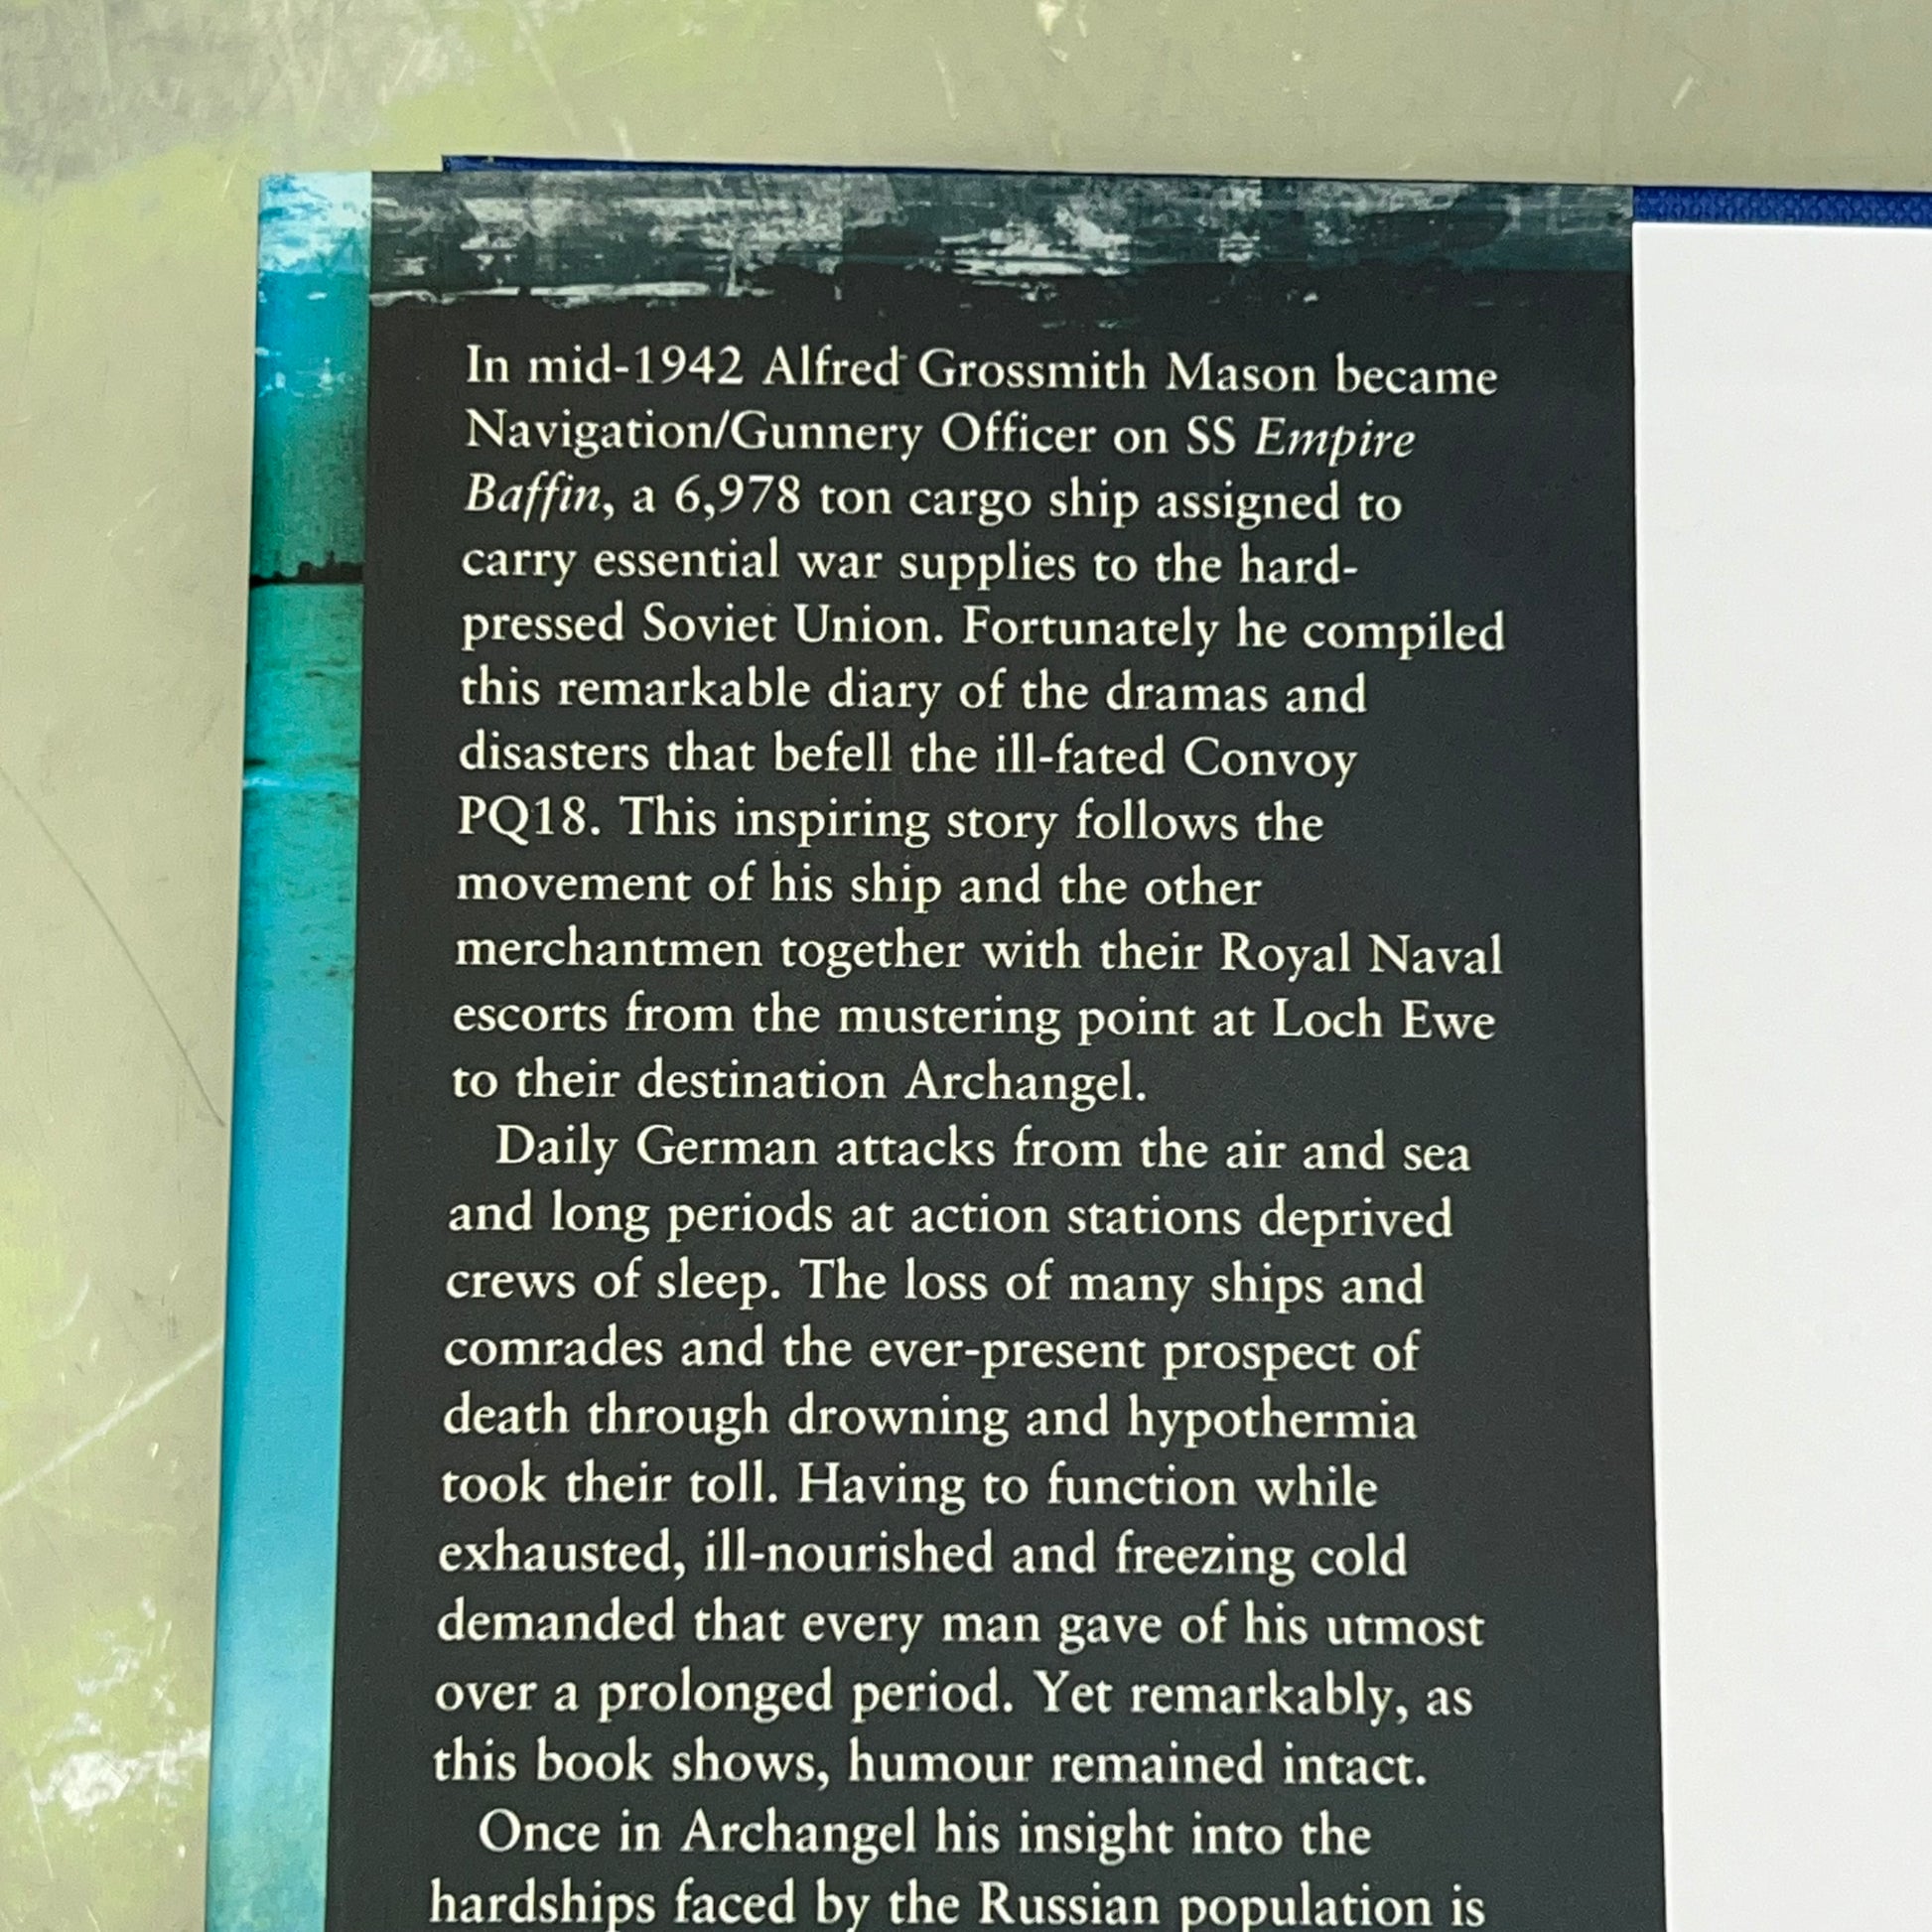 In mid-1942 Alfred Grossmith Mason became
Navigation/Gunnery Officer on SS Empire
Baffin, a 6,978 ton cargo ship assigned to
carry essential war supplies to the hard-
pressed Soviet Union. Fortunately he compiled
this remarkable diary of the dramas and
disasters that befell the ill-fated Convoy
PQ18. This inspiring story follows the
movement of his ship and the other
merchantmen together with their Royal Naval
escorts from the mustering point at Loch Ewe
to their destination Archangel.
Daily German attacks from the air and sea
and long periods at action stations deprived
crews of sleep. The loss of many ships and
comrades and the ever-present prospect of
death through drowning and hypothermia
took their toll. Having to function while
exhausted, ill-nourished and freezing cold
demanded that every man gave of his utmost
over a prolonged period. Yet remarkably, as
this book shows, humour remained intact.
Once in Archangel his insight into the
hardships faced by the Russian population is